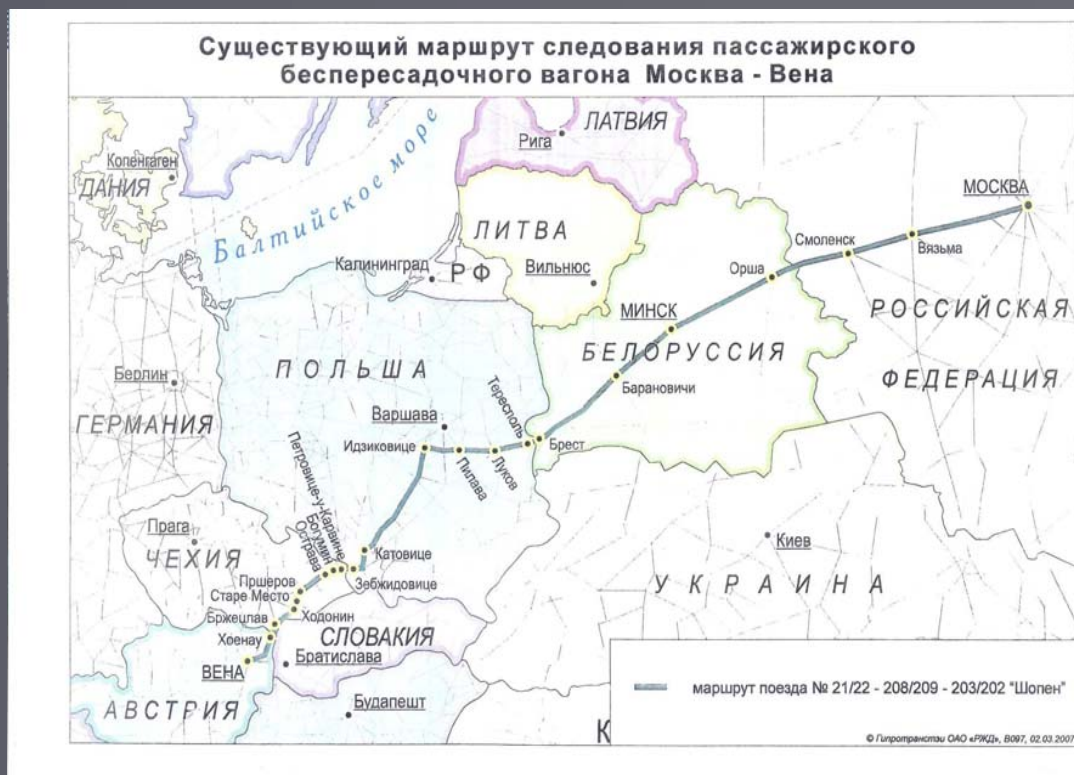 Существующий маршрут следования пассажирского
беспересадочного вагона Москва - Вена
ЛАТВИЯ
Рига
Копенгаген
ДАНИЯ
Балтийское море
МОСКВА
ЛИТВА
Смоленск
Вязьма
Калининград
РФ
Вильнюс
Орша
МИНСК
РОССИЙСКАЯ
ФЕДЕРАЦИЯ
БЕЛОРУССИЯ
ПОЛЬША
Барановичи
Берлин
ГЕРМАНИЯ
Варшава
Тересполь
Брест
Идзиковице
Пилава
Луков
Петровице-у-Карвине
Богумин
Острава
Прага
ЧЕХИЯ
Катовице
Зебжидовице
Киев
УКРАИНА
Пршеров
Старе Место
Ходонин
Бржецлав
Хоенау
СЛОВАКИЯ
Братислава
ВЕНА
АВСТРИЯ
Будапешт
К
маршрут поезда № 21/22 - 208/209 - 203/202 "Шопен"
© Гипротранстэи ОАО «РЖД», В097, 02.03.2007